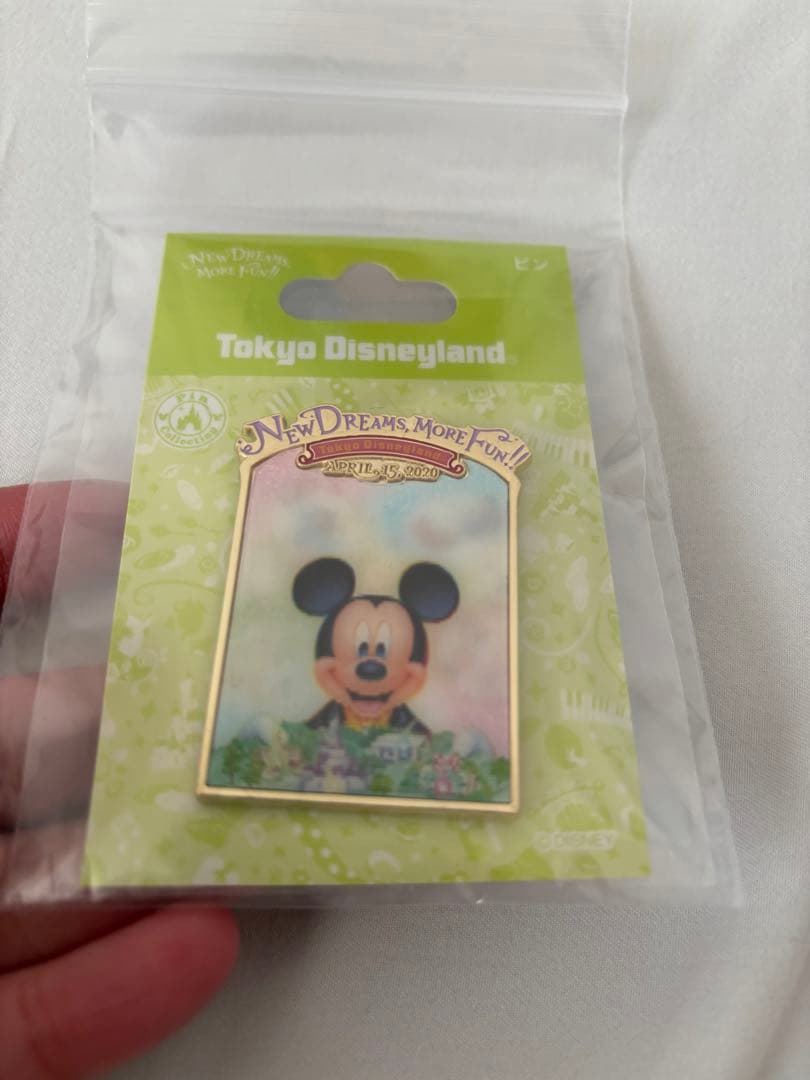 NEW DREAMS,
MORE FUN!!
ピン
Tokyo Disneyland
Pin
Collecting
NEW DREAMS, MORE FUN!!
Tokyo Disneyland
APRIL, 15, 2020
© DISNEY